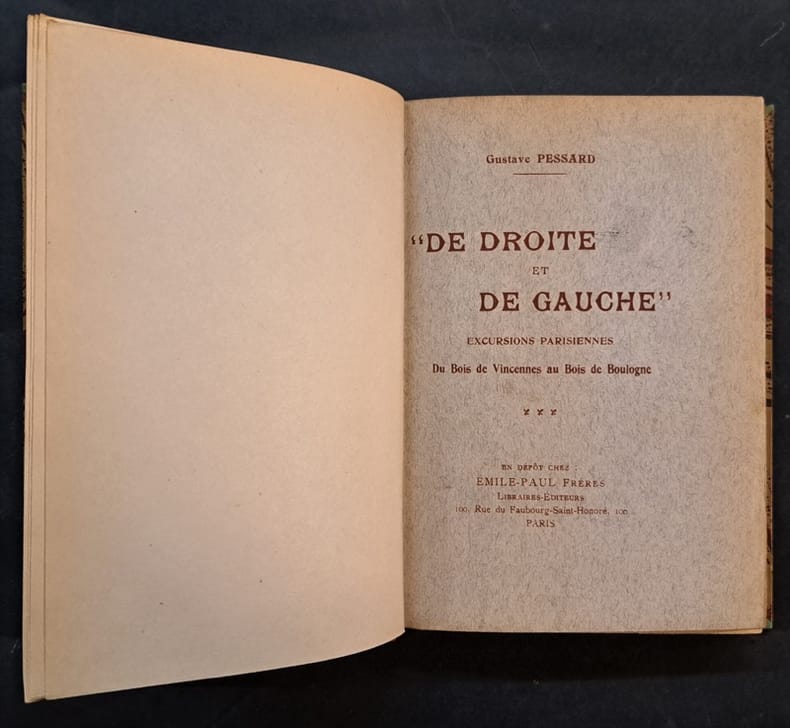 Gustave PESSARD
“DE DROITE
ET
DE GAUCHE”
EXCURSIONS PARISIENNES
Du Bois de Vincennes au Bois de Boulogne
EN DÉPÔT CHEZ :
ÉMILE-PAUL FRÈRES
LIBRAIRES-ÉDITEURS
100, Rue du Faubourg-Saint-Honoré, 100
PARIS